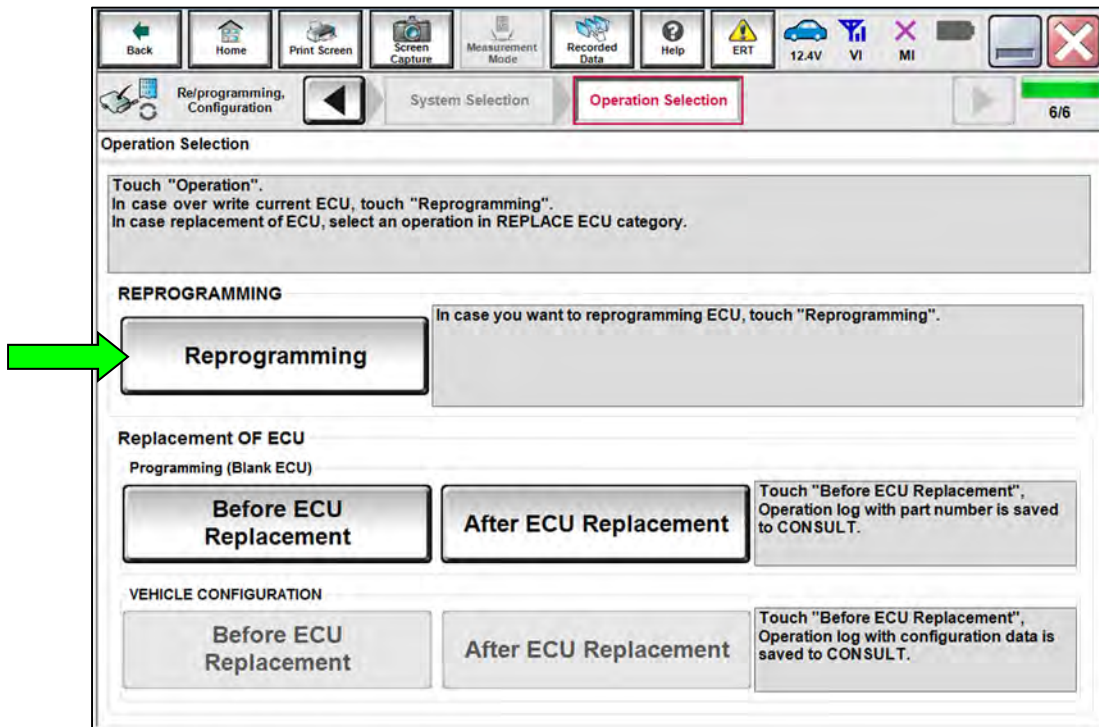 Back
Home
Print Screen
Screen
Capture
Measurement
Mode
Recorded
Data
Help
ERT
12.4V
VI
MI
Re/programming,
Configuration
System Selection
Operation Selection
6/6
Operation Selection
Touch "Operation".
In case over write current ECU, touch "Reprogramming".
In case replacement of ECU, select an operation in REPLACE ECU category.
REPROGRAMMING
Reprogramming
In case you want to reprogramming ECU, touch "Reprogramming".
Replacement OF ECU
Programming (Blank ECU)
Before ECU
Replacement
After ECU Replacement
Touch "Before ECU Replacement",
Operation log with part number is saved
to CONSULT.
VEHICLE CONFIGURATION
Before ECU
Replacement
After ECU Replacement
Touch "Before ECU Replacement",
Operation log with configuration data is
saved to CONSULT.